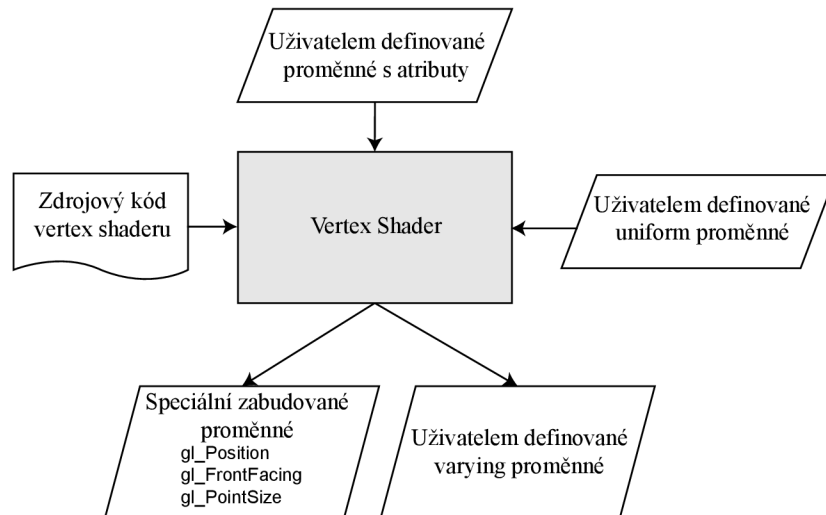 Uživatelem definované
proměnné s atributy
Zdrojový kód
vertex shaderu
Vertex Shader
Uživatelem definované
uniform proměnné
Speciální zabudované
proměnné
gl_Position
gl_FrontFacing
gl_PointSize
Uživatelem definované
varying proměnné